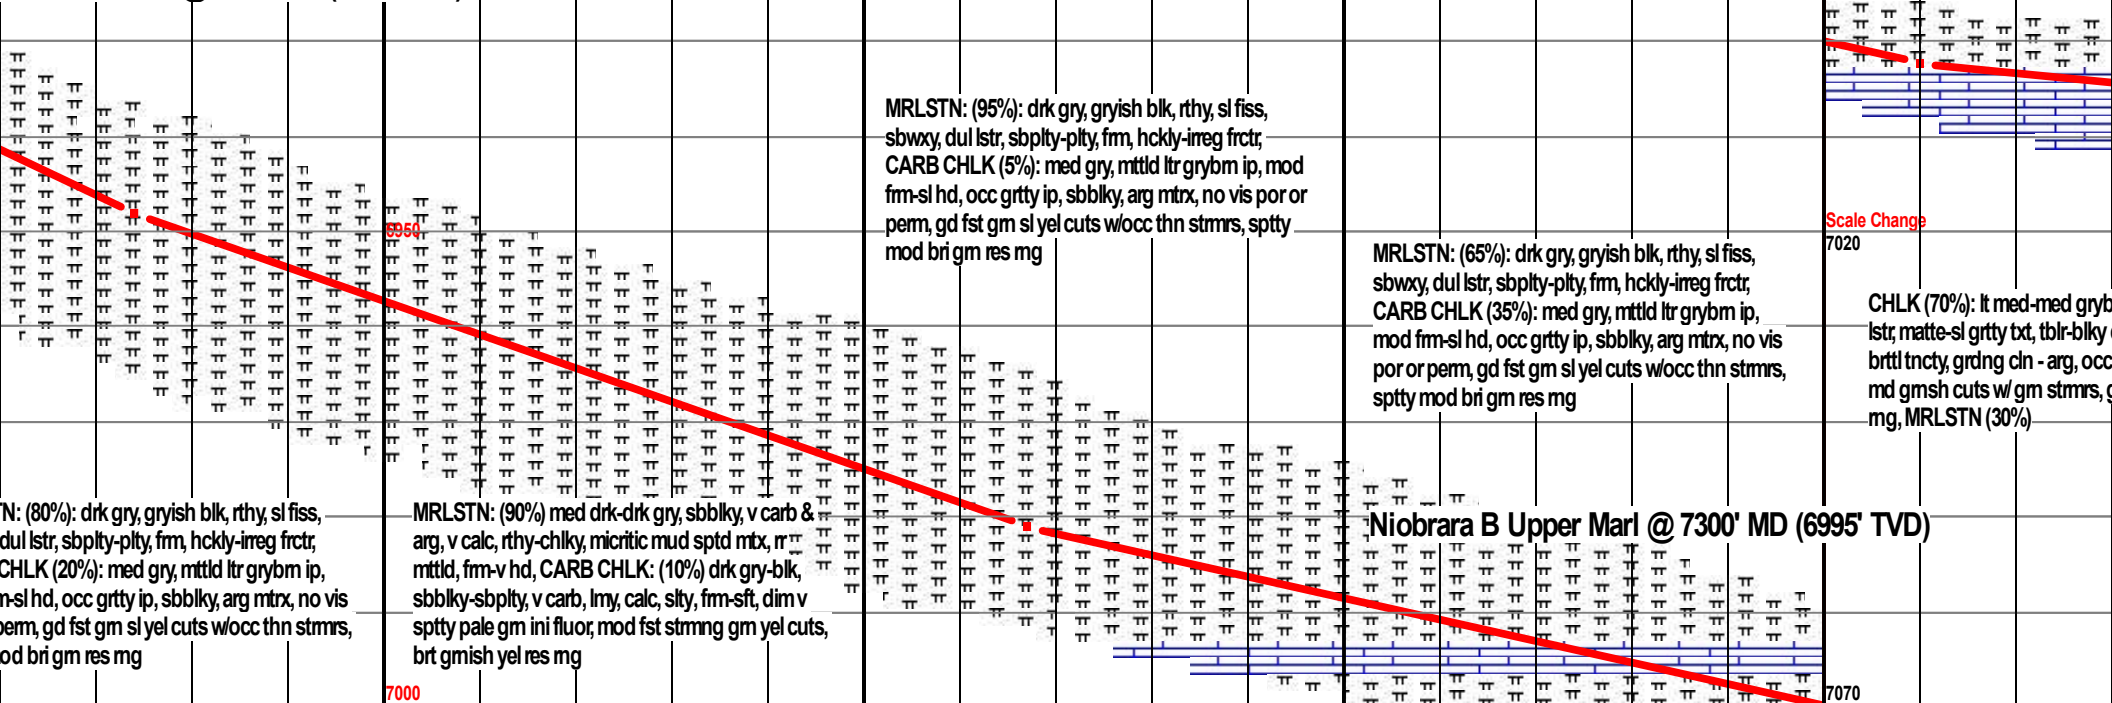 N: (80%): drk gry, gryish blk, rthy, sl fiss,
dul lstr, sbplty-plty, frm, hckly-irreg frctr,
CHLK (20%): med gry, mttld ltr grybrn ip,
m-sl hd, occ grtty ip, sbblky, arg mtrx, no vis
perm, gd fst grn sl yel cuts w/occ thn strmrs,
od bri grn res rng
6950
7000
MRLSTN: (90%) med drk-drk gry, sbblky, v carb &
arg, v calc, rthy-chlky, micritic mud sptd mtx, rr
mttld, frm-v hd, CARB CHLK: (10%) drk gry-blk,
sbblky-sbplty, v carb, lmy, calc, slty, frm-sft, dim v
sptty pale grn ini fluor, mod fst strmng grn yel cuts,
brt grnish yel res rng
MRLSTN: (95%): drk gry, gryish blk, rthy, sl fiss,
sbwxy, dul lstr, sbplty-plty, frm, hckly-irreg frctr,
CARB CHLK (5%): med gry, mttld ltr grybrn ip, mod
frm-sl hd, occ grtty ip, sbblky, arg mtrx, no vis por or
perm, gd fst grn sl yel cuts w/occ thn strmrs, sptty
mod bri grn res rng
MRLSTN: (65%): drk gry, gryish blk, rthy, sl fiss,
sbwxy, dul lstr, sbplty-plty, frm, hckly-irreg frctr,
CARB CHLK (35%): med gry, mttld ltr grybrn ip,
mod frm-sl hd, occ grtty ip, sbblky, arg mtrx, no vis
por or perm, gd fst grn sl yel cuts w/occ thn strmrs,
sptty mod bri grn res rng
Niobrara B Upper Marl @ 7300' MD (6995' TVD)
Scale Change
7020
CHLK (70%): lt med-med gryb
lstr, matte-sl grtty txt, tblr-blky
brttl tncty, grdng cln - arg, occ
md grnsh cuts w/ grn strmrs, g
rng, MRLSTN (30%)
7070